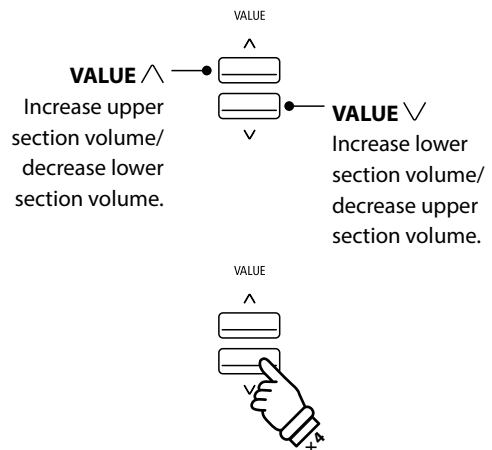 VALUE
VALUE ∧
Increase upper
section volume/
decrease lower
section volume.
VALUE ∨
Increase lower
section volume/
decrease upper
section volume.
VALUE
×4